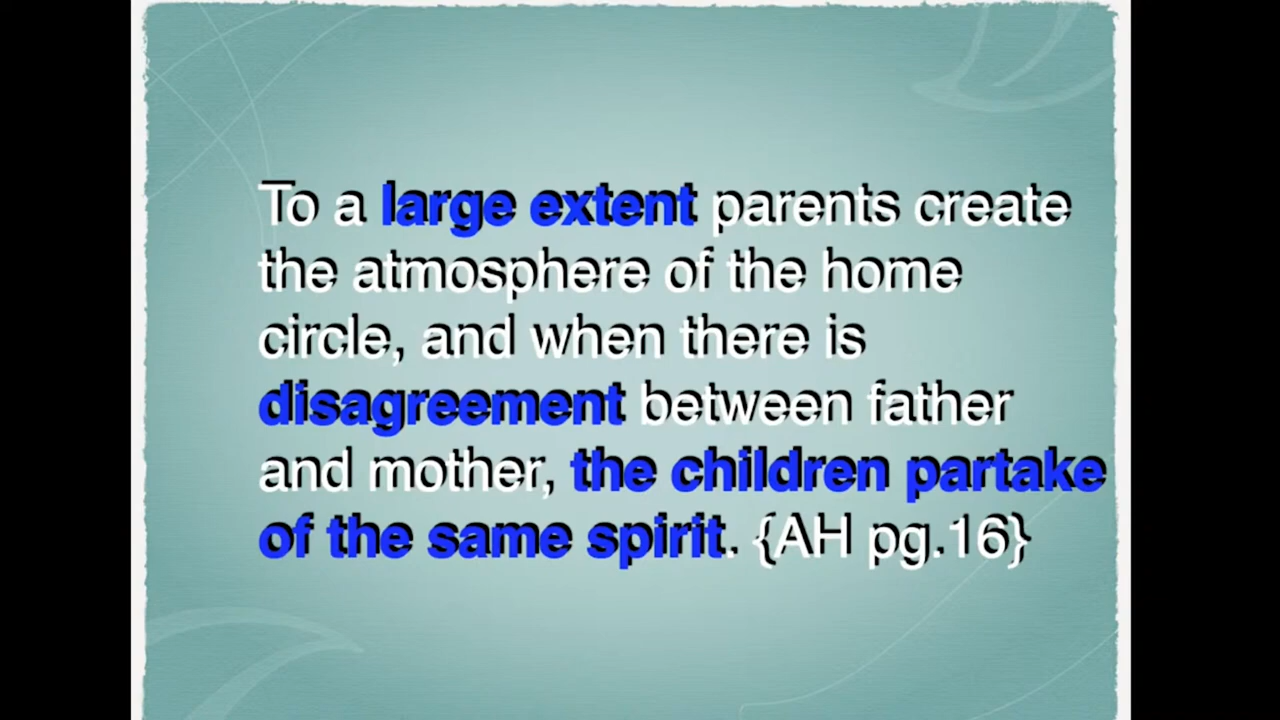 To a large extent parents create
the atmosphere of the home
circle, and when there is
disagreement between father
and mother, the children partake
of the same spirit. {AH pg.16}